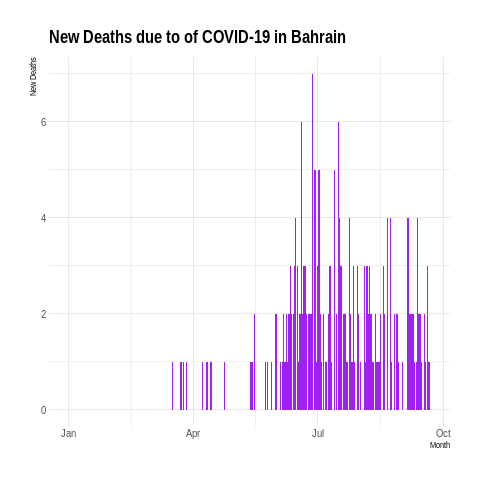 New Deaths due to of COVID-19 in Bahrain
New Deaths
6
4
2
0
Jan Apr Jul Oct
Month